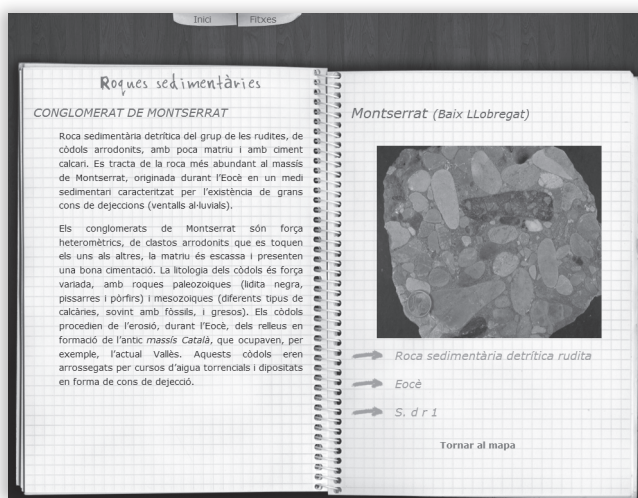 Inici Fitxes
Roques sedimentàries
CONGLOMERAT DE MONTSERRAT
Roca sedimentària detrítica del grup de les rudites, de
còdols arrodonits, amb poca matriu i amb ciment
calcari. Es tracta de la roca més abundant al massís
de Montserrat, originada durant l'Eocè en un medi
sedimentari caracteritzat per l'existència de grans
cons de dejeccions (ventalls al·luvials).
Els conglomerats de Montserrat són força
heteromètrics, de clastos arrodonits que es toquen
els uns als altres, la matriu és escassa i presenten
una bona cimentació. La litologia dels còdols és força
variada, amb roques paleozoiques (lidita negra,
pissarres i pòrfirs) i mesozoiques (diferents tipus de
calcàries, sovint amb fòssils, i gresos). Els còdols
procedien de l'erosió, durant l'Eocè, dels relleus en
formació de l'antic massís Català, que ocupaven, per
exemple, l'actual Vallès. Aquests còdols eren
arrossegats per cursos d'aigua torrencials i dipositats
en forma de cons de dejecció.
Montserrat (Baix LLobregat)
Roca sedimentària detrítica rudita
Eocè
S. d r 1
Tornar al mapa